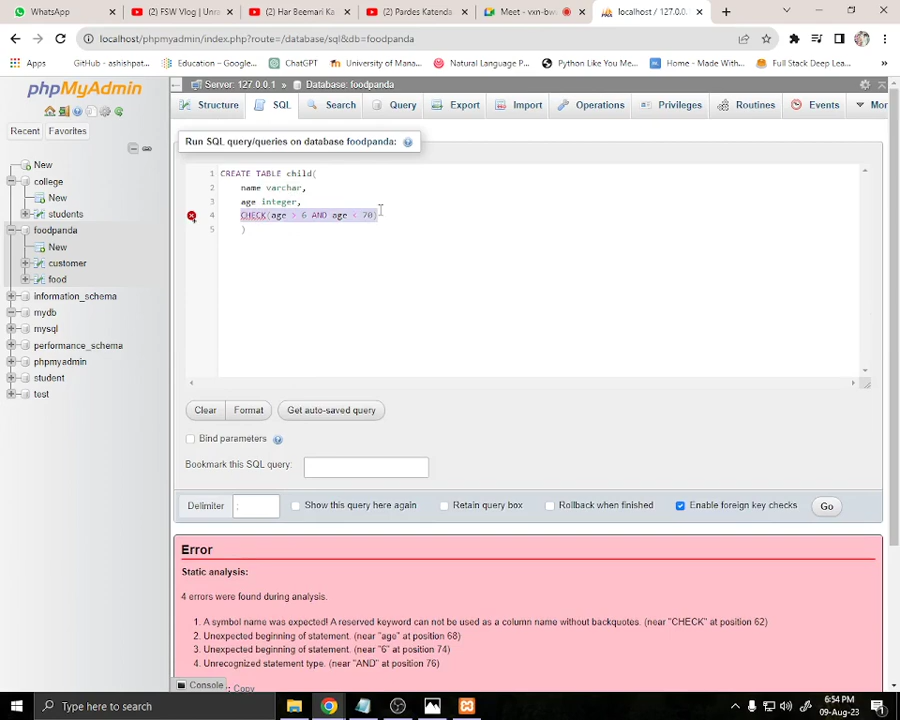 WhatsApp
(2) FSW Vlog | Unre
(2) Har Beemari Ka
(2) Pardes Katenda
Meet - vxn-bw
localhost / 127.0.0.
localhost/phpmyadmin/index.php?route=/database/sql&db=foodpanda
GitHub - ashishpat...
Education – Google...
ChatGPT
University of Mana...
Natural Language P...
Python Like You Me...
Home - Made With...
Full Stack Deep Lea...
phpMyAdmin
Recent
Favorites
New
college
New
students
foodpanda
New
customer
food
information_schema
mydb
mysql
performance_schema
phpmyadmin
student
test
Server: 127.0.0.1 » Database: foodpanda
Structure
SQL
Search
Query
Export
Import
Operations
Privileges
Routines
Events
Mor
Run SQL query/queries on database foodpanda:
1 CREATE TABLE child(
2 name varchar,
3 age integer,
4 CHECK(age > 6 AND age < 70)
5 )
Clear
Format
Get auto-saved query
Bind parameters
Bookmark this SQL query:
Delimiter ;
Show this query here again
Retain query box
Rollback when finished
Enable foreign key checks
Go
Error
Static analysis:
4 errors were found during analysis.
1. A symbol name was expected! A reserved keyword can not be used as a column name without backquotes. (near "CHECK" at position 62)
2. Unexpected beginning of statement. (near "age" at position 68)
3. Unexpected beginning of statement. (near "6" at position 74)
4. Unrecognized statement type. (near "AND" at position 76)
Console
Copy
Type here to search
6:54 PM
09-Aug-23